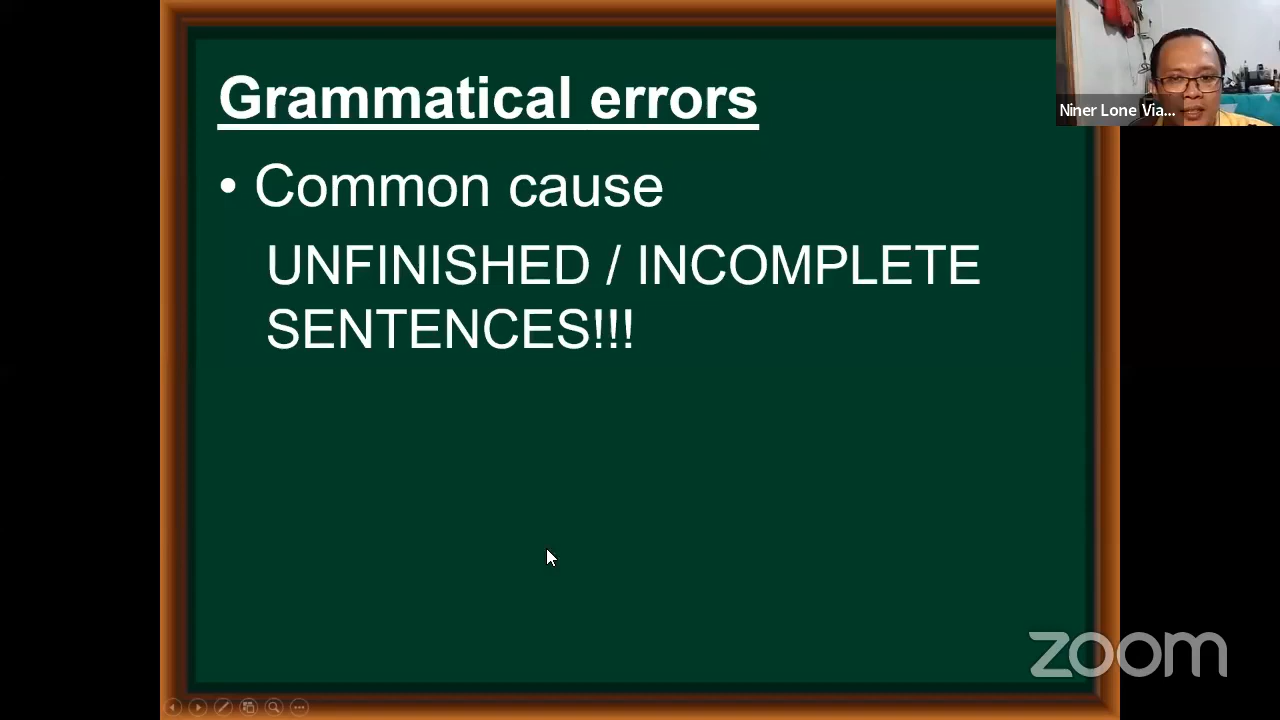 Grammatical errors
• Common cause
UNFINISHED / INCOMPLETE
SENTENCES!!!
Niner Lone Via...
zoom